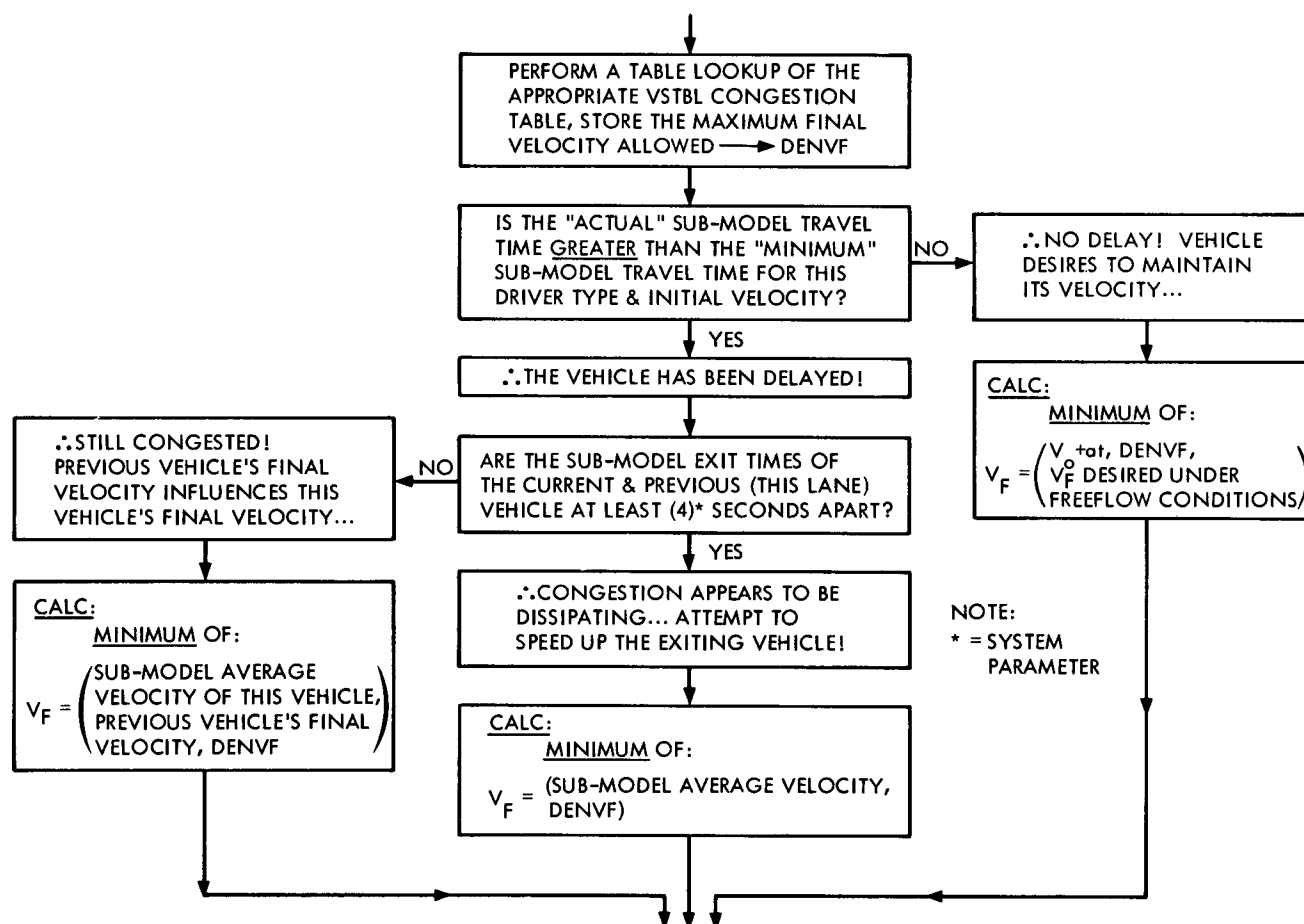 PERFORM A TABLE LOOKUP OF THE
APPROPRIATE VSTBL CONGESTION
TABLE, STORE THE MAXIMUM FINAL
VELOCITY ALLOWED ⟶ DENVF
IS THE "ACTUAL" SUB-MODEL TRAVEL
TIME GREATER THAN THE "MINIMUM"
SUB-MODEL TRAVEL TIME FOR THIS
DRIVER TYPE & INITIAL VELOCITY?
NO
∴NO DELAY! VEHICLE
DESIRES TO MAINTAIN
ITS VELOCITY...
YES
∴THE VEHICLE HAS BEEN DELAYED!
CALC:
MINIMUM OF:
V_F = (V_o +at, DENVF,
V_F DESIRED UNDER
FREEFLOW CONDITIONS)
∴STILL CONGESTED!
PREVIOUS VEHICLE'S FINAL
VELOCITY INFLUENCES THIS
VEHICLE'S FINAL VELOCITY...
NO
ARE THE SUB-MODEL EXIT TIMES OF
THE CURRENT & PREVIOUS (THIS LANE)
VEHICLE AT LEAST (4)* SECONDS APART?
YES
∴CONGESTION APPEARS TO BE
DISSIPATING... ATTEMPT TO
SPEED UP THE EXITING VEHICLE!
NOTE:
* = SYSTEM
PARAMETER
CALC:
MINIMUM OF:
V_F = (SUB-MODEL AVERAGE
VELOCITY OF THIS VEHICLE,
PREVIOUS VEHICLE'S FINAL
VELOCITY, DENVF)
CALC:
MINIMUM OF:
V_F = (SUB-MODEL AVERAGE VELOCITY,
DENVF)